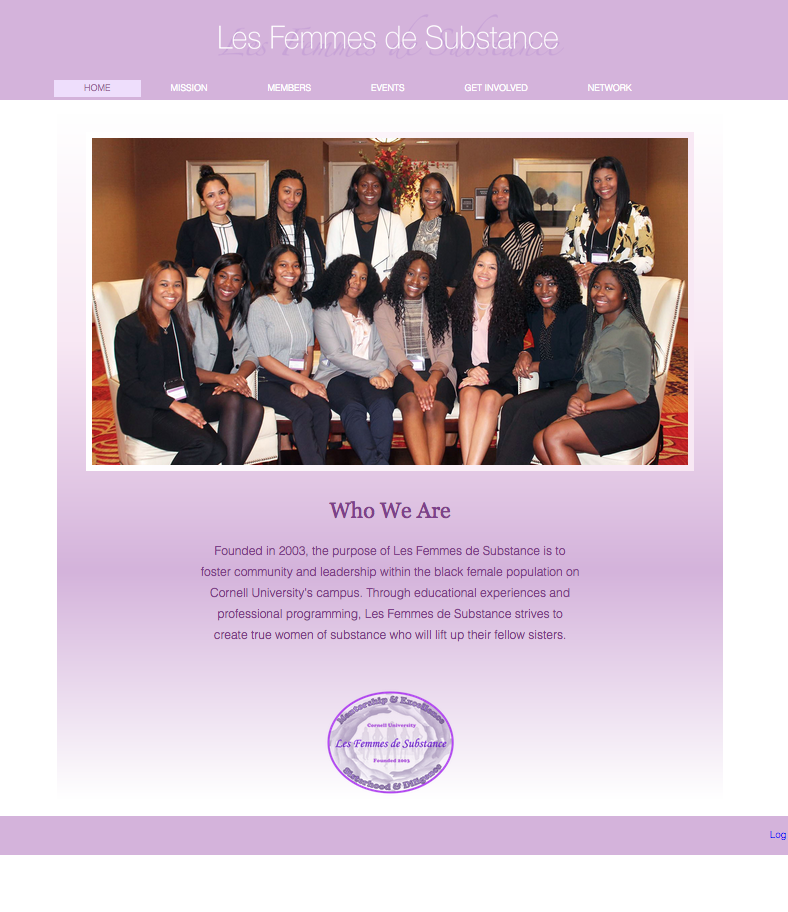 Les Femmes de Substance
HOME MISSION MEMBERS EVENTS GET INVOLVED NETWORK
Who We Are
Founded in 2003, the purpose of Les Femmes de Substance is to
foster community and leadership within the black female population on
Cornell University's campus. Through educational experiences and
professional programming, Les Femmes de Substance strives to
create true women of substance who will lift up their fellow sisters.
Mentorship & Excellence
Cornell University
Les Femmes de Substance
Founded 2003
Sisterhood & Diligence
Log